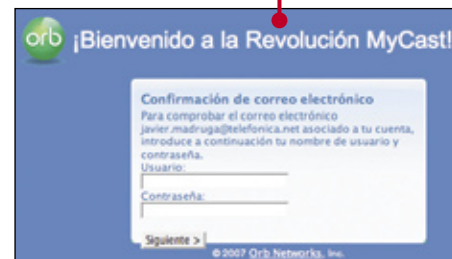 orb ¡Bienvenido a la Revolución MyCast!
Confirmación de correo electrónico
Para comprobar el correo electrónico
javier.madruga@telefonica.net asociado a tu cuenta,
introduce a continuación tu nombre de usuario y
contraseña.
Usuario:
Contraseña:
Siguiente >
© 2007 Orb Networks, Inc.